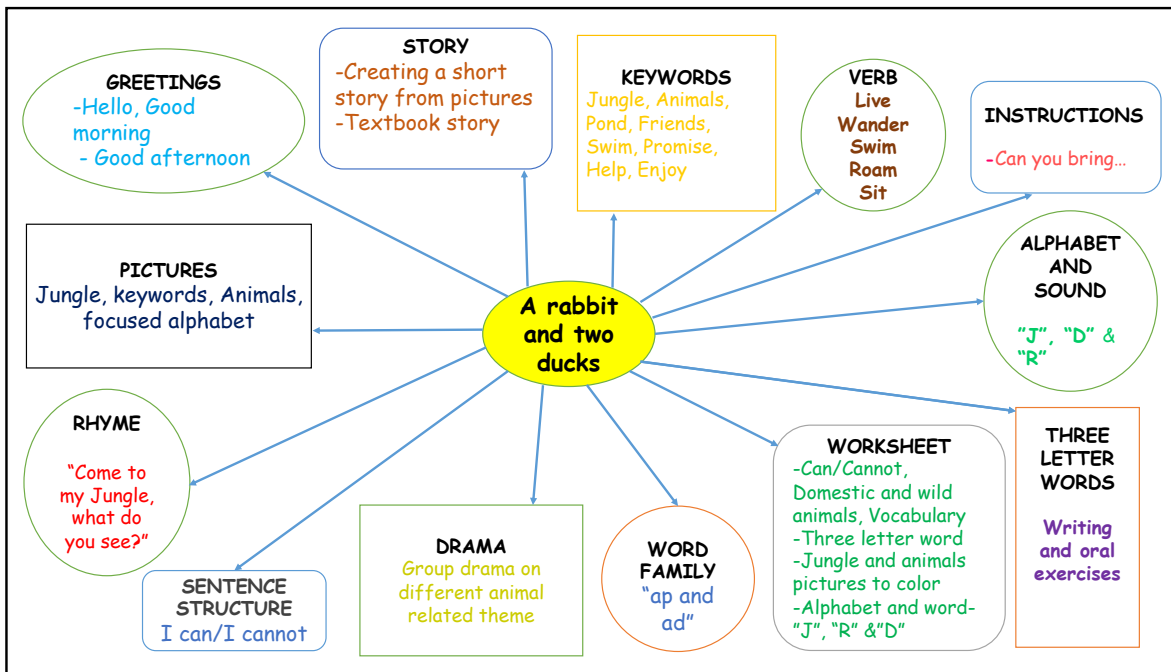 GREETINGS
-Hello, Good
morning
- Good afternoon
STORY
-Creating a short
story from pictures
-Textbook story
KEYWORDS
Jungle, Animals,
Pond, Friends,
Swim, Promise,
Help, Enjoy
VERB
Live
Wander
Swim
Roam
Sit
INSTRUCTIONS
-Can you bring…
PICTURES
Jungle, keywords, Animals,
focused alphabet
A rabbit
and two
ducks
ALPHABET
AND
SOUND
"J", "D" &
"R"
RHYME
"Come to
my Jungle,
what do
you see?"
SENTENCE
STRUCTURE
I can/I cannot
DRAMA
Group drama on
different animal
related theme
WORD
FAMILY
"ap and
ad"
WORKSHEET
-Can/Cannot,
Domestic and wild
animals, Vocabulary
-Three letter word
-Jungle and animals
pictures to color
-Alphabet and word-
"J", "R" &"D"
THREE
LETTER
WORDS
Writing
and oral
exercises